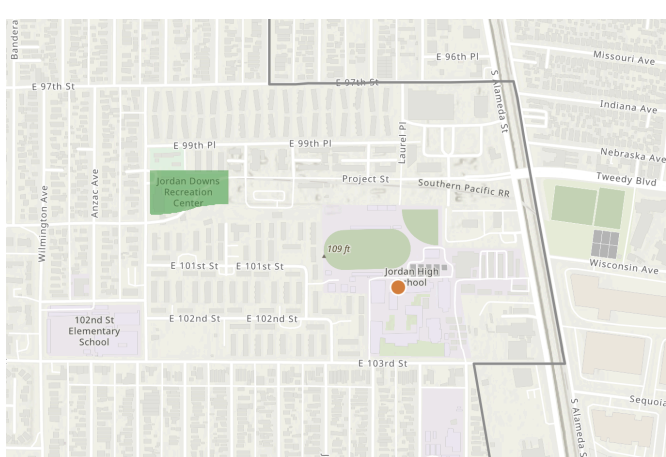 Bandera
E 96th Pl
Missouri Ave
E 97th St
E 97th St
S Alameda St
Indiana Ave
E 99th Pl
E 99th Pl
Laurel Pl
Nebraska Ave
Tweedy Blvd
Project St
Southern Pacific RR
Jordan Downs
Recreation
Center
Anzac Ave
Wilmington Ave
109 ft
E 101st St
E 101st St
Jordan High
hool
Wisconsin Ave
102nd St
Elementary
School
E 102nd St
E 102nd St
E 103rd St
Sequoia
S Alameda S